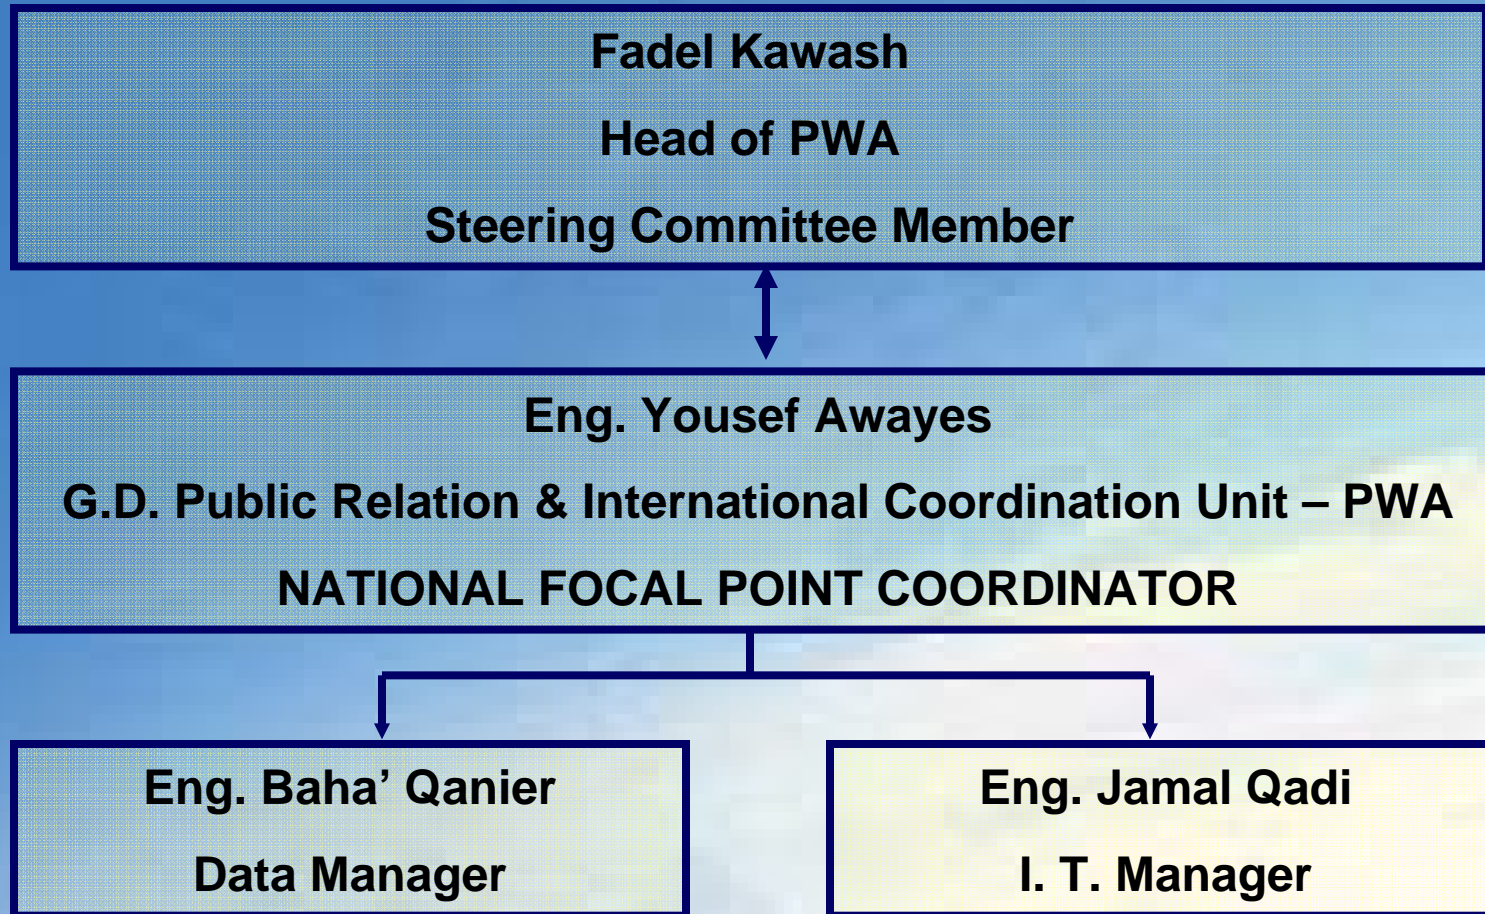 Fadel Kawash
Head of PWA
Steering Committee Member
Eng. Yousef Awayes
G.D. Public Relation & International Coordination Unit – PWA
NATIONAL FOCAL POINT COORDINATOR
Eng. Baha’ Qanier
Data Manager
Eng. Jamal Qadi
I. T. Manager